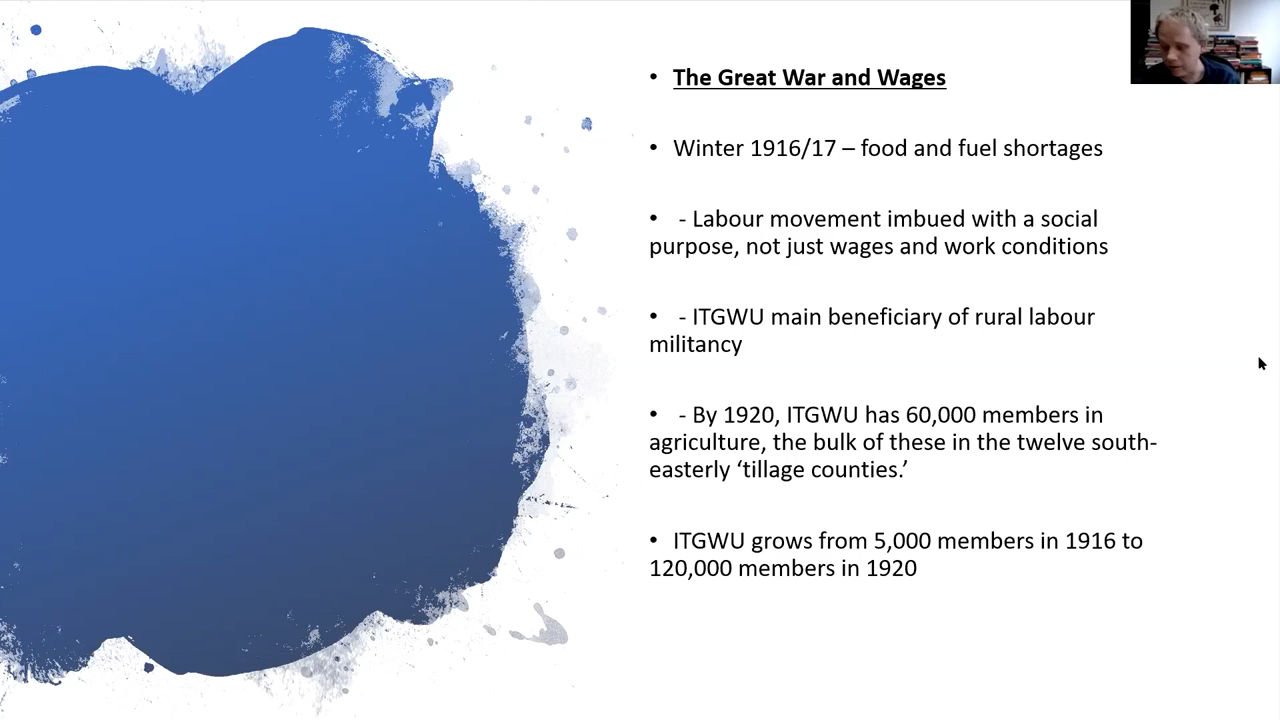 • The Great War and Wages
• Winter 1916/17 – food and fuel shortages
• - Labour movement imbued with a social
purpose, not just wages and work conditions
• - ITGWU main beneficiary of rural labour
militancy
• - By 1920, ITGWU has 60,000 members in
agriculture, the bulk of these in the twelve south-
easterly ‘tillage counties.’
• ITGWU grows from 5,000 members in 1916 to
120,000 members in 1920